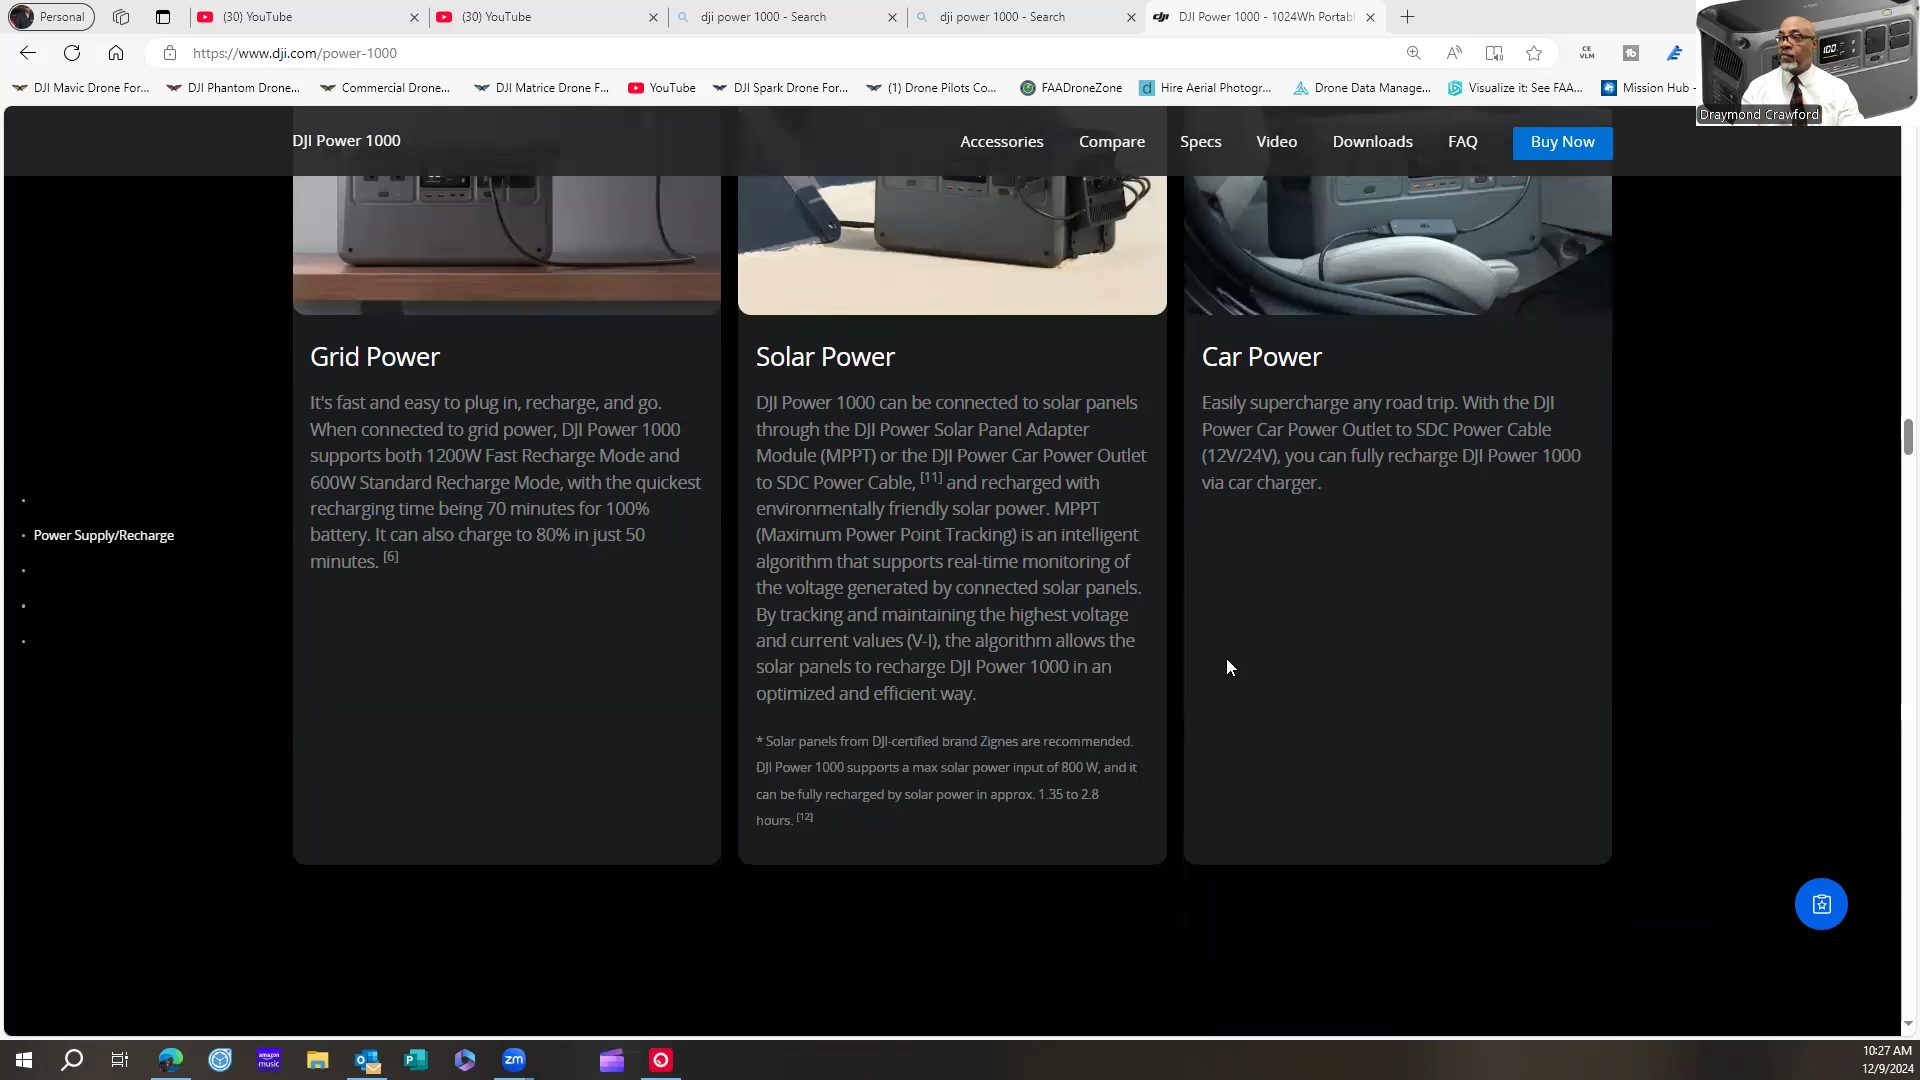 Personal
(30) YouTube
(30) YouTube
dji power 1000 - Search
dji power 1000 - Search
dji DJI Power 1000 - 1024Wh Portabl
https://www.dji.com/power-1000
CE VLM
tb
DJI Mavic Drone For...
DJI Phantom Drone...
Commercial Drone...
DJI Matrice Drone F...
YouTube
DJI Spark Drone For...
(1) Drone Pilots Co...
FAADroneZone
Hire Aerial Photogr...
Drone Data Manage...
Visualize it: See FAA...
Mission Hub -
100
Draymond Crawford
DJI Power 1000
Accessories
Compare
Specs
Video
Downloads
FAQ
Buy Now
Power Supply/Recharge
Grid Power
It's fast and easy to plug in, recharge, and go.
When connected to grid power, DJI Power 1000
supports both 1200W Fast Recharge Mode and
600W Standard Recharge Mode, with the quickest
recharging time being 70 minutes for 100%
battery. It can also charge to 80% in just 50
minutes. [6]
Solar Power
DJI Power 1000 can be connected to solar panels
through the DJI Power Solar Panel Adapter
Module (MPPT) or the DJI Power Car Power Outlet
to SDC Power Cable, [11] and recharged with
environmentally friendly solar power. MPPT
(Maximum Power Point Tracking) is an intelligent
algorithm that supports real-time monitoring of
the voltage generated by connected solar panels.
By tracking and maintaining the highest voltage
and current values (V-I), the algorithm allows the
solar panels to recharge DJI Power 1000 in an
optimized and efficient way.
* Solar panels from DJI-certified brand Zignes are recommended.
DJI Power 1000 supports a max solar power input of 800 W, and it
can be fully recharged by solar power in approx. 1.35 to 2.8
hours. [12]
Car Power
Easily supercharge any road trip. With the DJI
Power Car Power Outlet to SDC Power Cable
(12V/24V), you can fully recharge DJI Power 1000
via car charger.
amazon music
zm
10:27 AM
12/9/2024